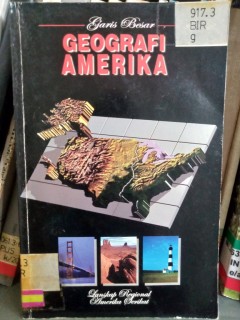 Garis Besar
GEOGRAFI
AMERIKA
917.3
BIR
g
Lanskap Regional
Amerika Serikat